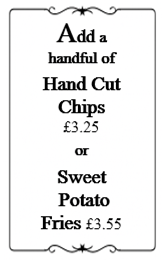 Add a
handful of
Hand Cut
Chips
£3.25
or
Sweet
Potato
Fries £3.55